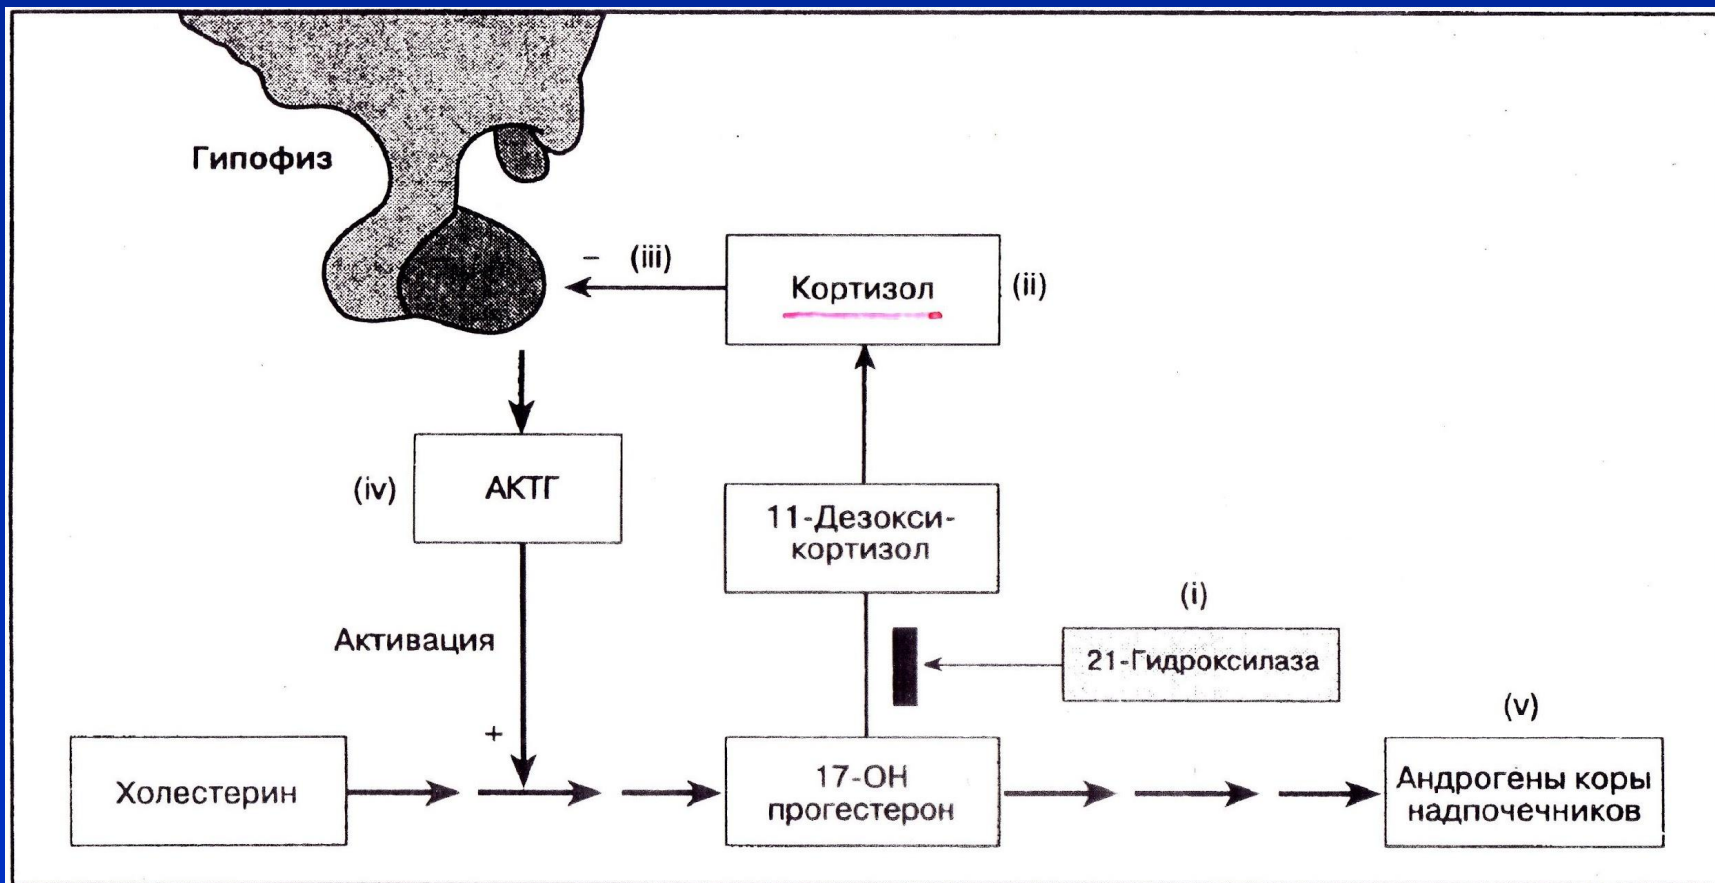 Гипофиз
– (iii)
Кортизол
(ii)
(iv)
АКТГ
11-Дезокси-
кортизол
(i)
Активация
21-Гидроксилаза
(v)
+
Холестерин
17-ОН
прогестерон
Андрогены коры
надпочечников